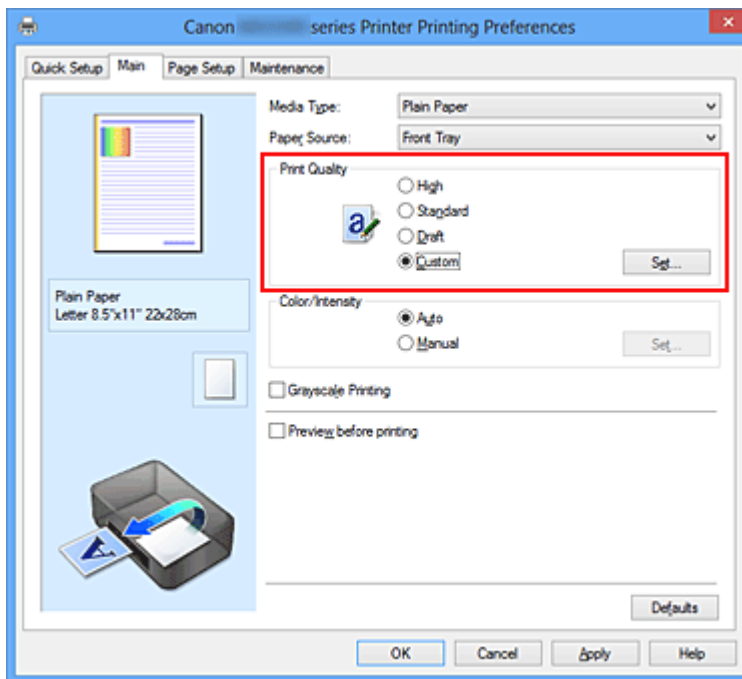 Canon series Printer Printing Preferences
Quick Setup Main Page Setup Maintenance
Media Type: Plain Paper
Paper Source: Front Tray
Print Quality
High
Standard
Draft
Custom
Set...
Plain Paper
Letter 8.5"x11" 22x28cm
Color/Intensity
Auto
Manual
Set...
Grayscale Printing
Preview before printing
Defaults
OK Cancel Apply Help